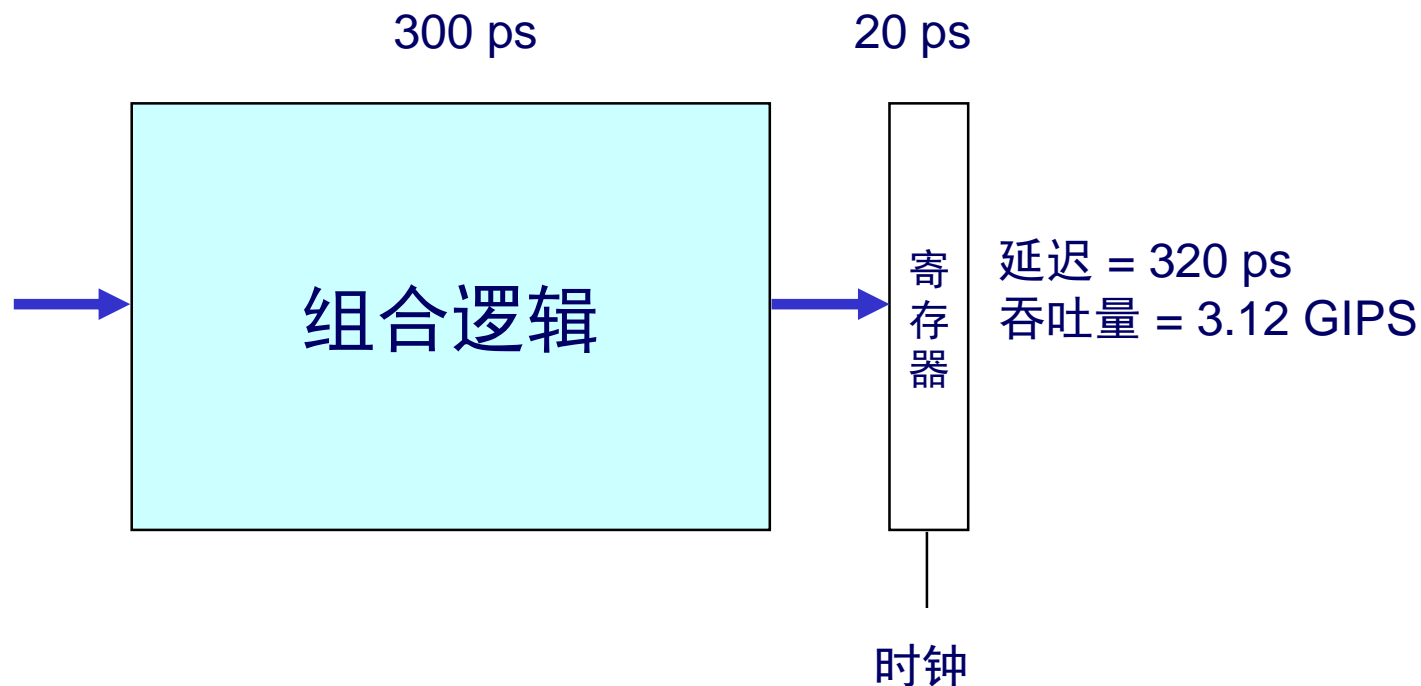 300 ps
20 ps
组合逻辑
寄
存
器
延迟 = 320 ps
吞吐量 = 3.12 GIPS
时钟